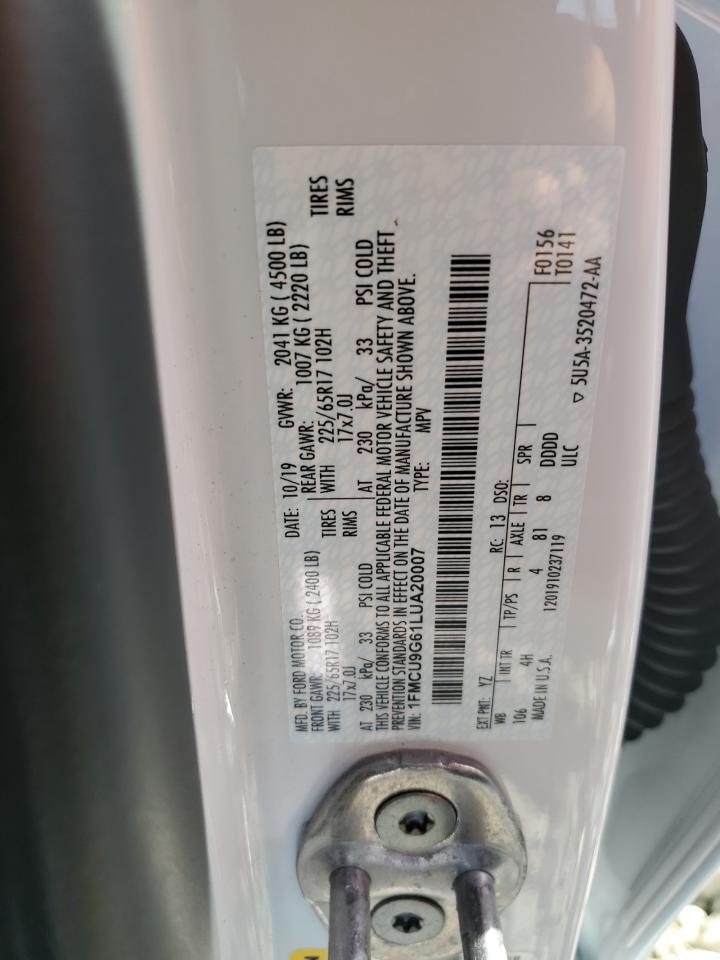 MFD. BY FORD MOTOR CO.
DATE: 10/19 GVWR: 2041 KG ( 4500 LB)
FRONT GAWR: 1089 KG ( 2400 LB) REAR GAWR: 1007 KG ( 2220 LB)
WITH 225/65R17 102H TIRES WITH 225/65R17 102H TIRES
17x7.0J RIMS 17x7.0J RIMS
AT 230 kPa/ 33 PSI COLD AT 230 kPa/ 33 PSI COLD
THIS VEHICLE CONFORMS TO ALL APPLICABLE FEDERAL MOTOR VEHICLE SAFETY AND THEFT
PREVENTION STANDARDS IN EFFECT ON THE DATE OF MANUFACTURE SHOWN ABOVE.
VIN: 1FMCU9G61LUA20007 TYPE: MPV
EXT PNT: YZ RC: 13 DSO: F0156
WB INT TR TP/PS R AXLE TR SPR T0141
106 4H 4 81 8 DDDD
MADE IN U.S.A. 1201910237119 ULC
▽ 5U5A-3520472-AA